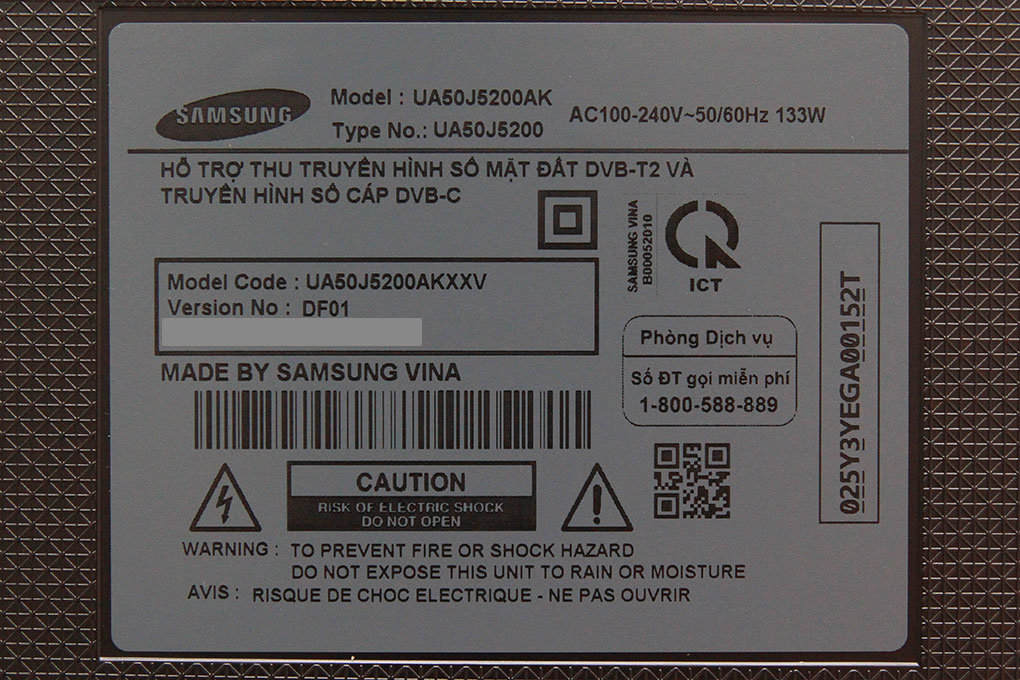 SAMSUNG
Model : UA50J5200AK
Type No.: UA50J5200
AC100-240V~50/60Hz 133W
HỖ TRỢ THU TRUYỀN HÌNH SỐ MẶT ĐẤT DVB-T2 VÀ
TRUYỀN HÌNH SỐ CÁP DVB-C
SAMSUNG VINA
B00052010
ICT
Model Code : UA50J5200AKXXV
Version No : DF01
MADE BY SAMSUNG VINA
Phòng Dịch vụ
Số ĐT gọi miễn phí
1-800-588-889
025Y3YEGA00152T
CAUTION
RISK OF ELECTRIC SHOCK
DO NOT OPEN
WARNING : TO PREVENT FIRE OR SHOCK HAZARD
DO NOT EXPOSE THIS UNIT TO RAIN OR MOISTURE
AVIS : RISQUE DE CHOC ELECTRIQUE - NE PAS OUVRIR